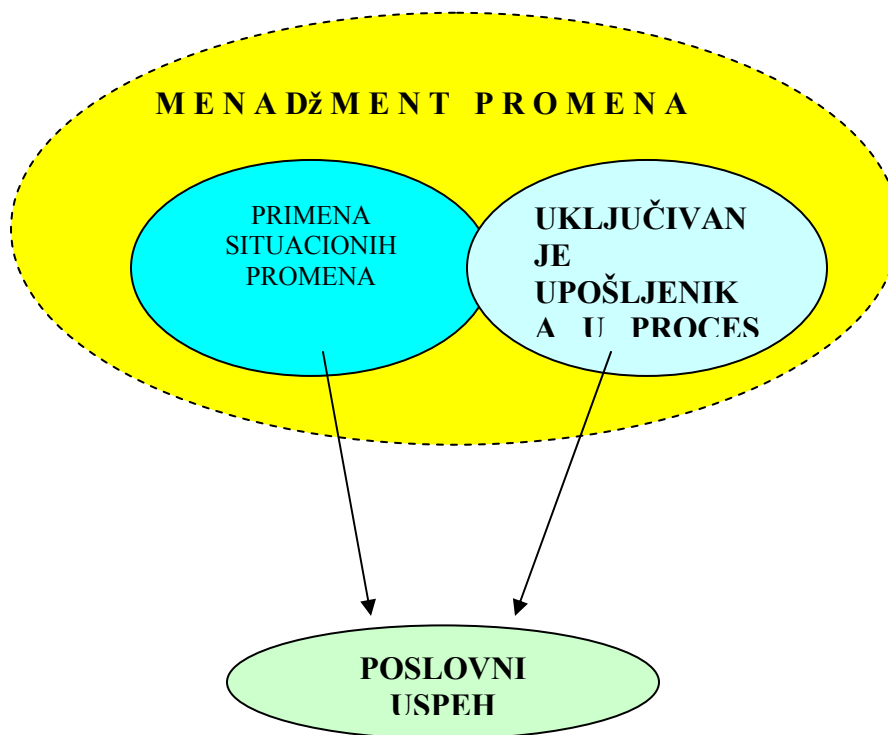 M E N A Dž M E N T P R O M E N A
PRIMENA
SITUACIONIH
PROMENA
UKLJUČIVAN
JE
UPOŠLJENIK
A U PROCES
POSLOVNI
USPEH